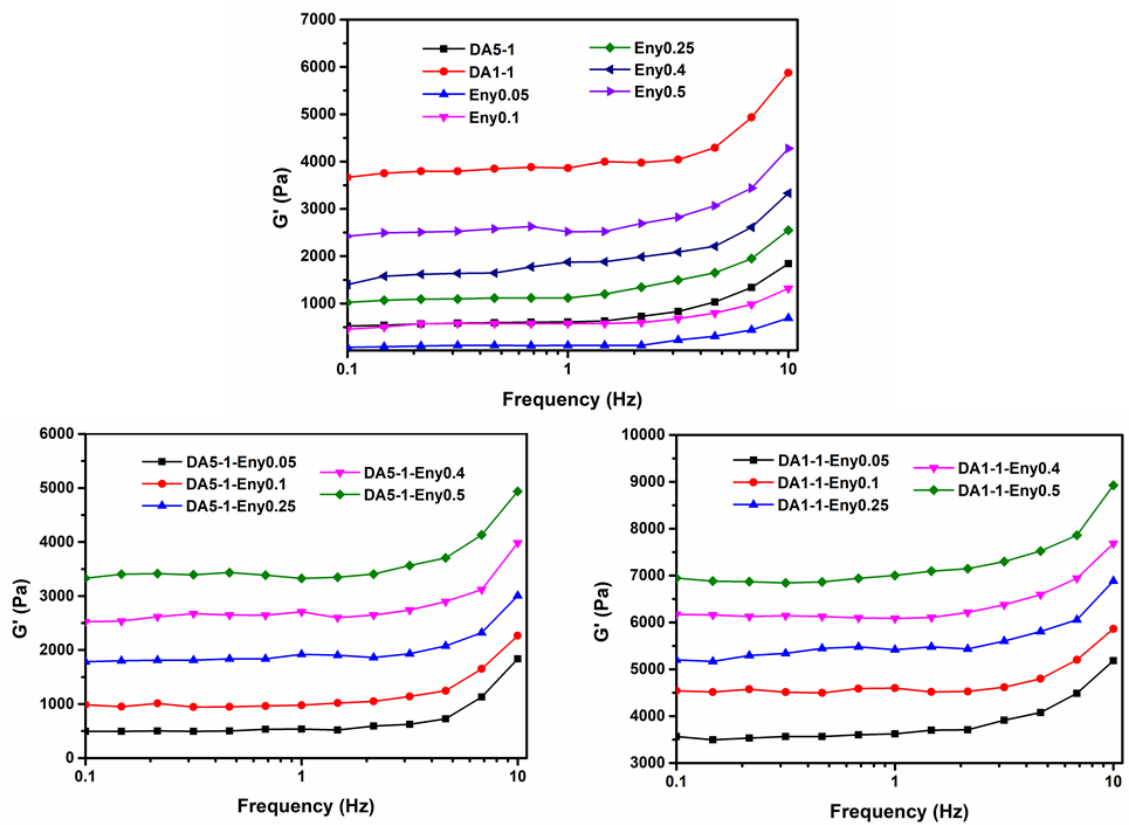 7000
6000
5000
4000
3000
2000
1000
G' (Pa)
DA5-1
DA1-1
Eny0.05
Eny0.1
Eny0.25
Eny0.4
Eny0.5
0.1
1
10
Frequency (Hz)
6000
5000
4000
3000
2000
1000
0
G' (Pa)
DA5-1-Eny0.05
DA5-1-Eny0.1
DA5-1-Eny0.25
DA5-1-Eny0.4
DA5-1-Eny0.5
0.1
1
10
Frequency (Hz)
10000
9000
8000
7000
6000
5000
4000
3000
G' (Pa)
DA1-1-Eny0.05
DA1-1-Eny0.1
DA1-1-Eny0.25
DA1-1-Eny0.4
DA1-1-Eny0.5
0.1
1
10
Frequency (Hz)